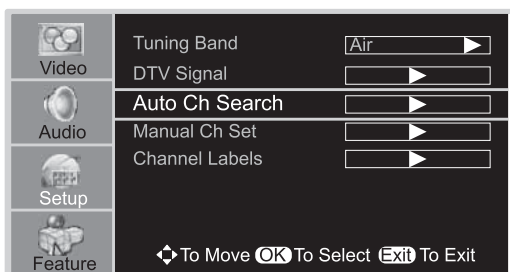 Video
Audio
Setup
Feature
Tuning Band Air
DTV Signal
Auto Ch Search
Manual Ch Set
Channel Labels
To Move OK To Select Exit To Exit